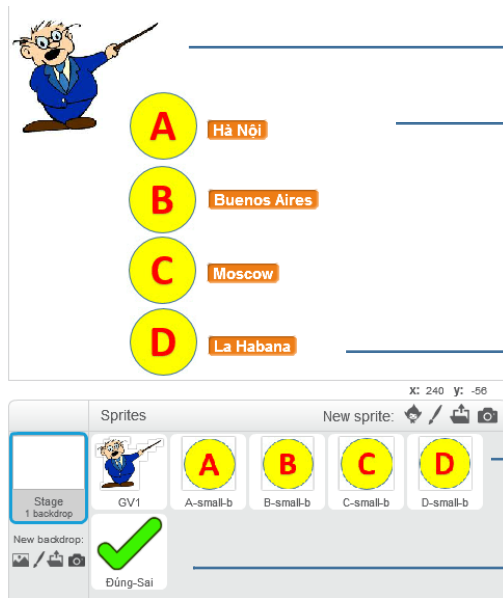 A
Hà Nội
B
Buenos Aires
C
Moscow
D
La Habana
x: 240 y: -56
Sprites New sprite:
A B C D
Stage
1 backdrop
GV1 A-small-b B-small-b C-small-b D-small-b
New backdrop:
Đúng-Sai